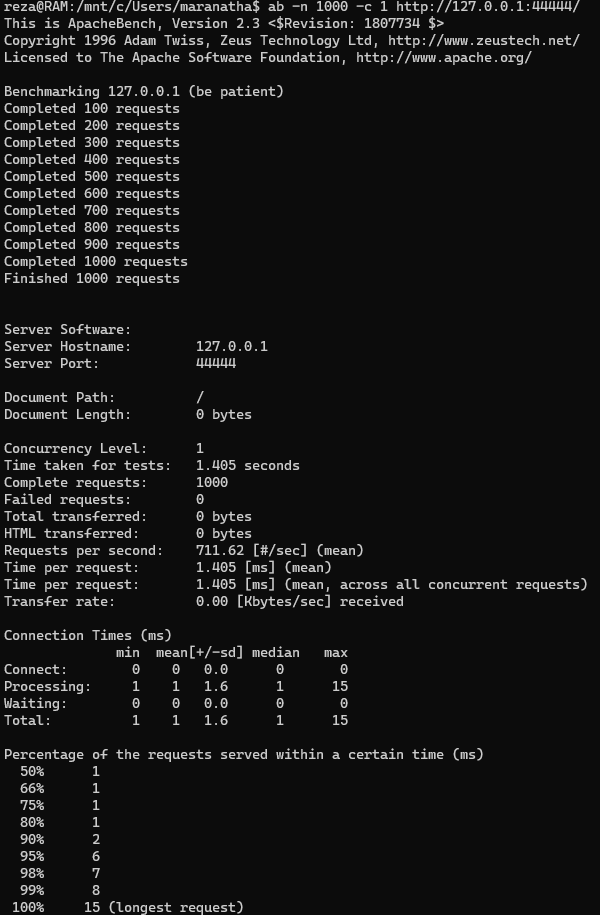 reza@RAM:/mnt/c/Users/maranatha$ ab -n 1000 -c 1 http://127.0.0.1:44444/
This is ApacheBench, Version 2.3 <$Revision: 1807734 $>
Copyright 1996 Adam Twiss, Zeus Technology Ltd, http://www.zeustech.net/
Licensed to The Apache Software Foundation, http://www.apache.org/

Benchmarking 127.0.0.1 (be patient)
Completed 100 requests
Completed 200 requests
Completed 300 requests
Completed 400 requests
Completed 500 requests
Completed 600 requests
Completed 700 requests
Completed 800 requests
Completed 900 requests
Completed 1000 requests
Finished 1000 requests


Server Software:
Server Hostname:        127.0.0.1
Server Port:            44444

Document Path:          /
Document Length:        0 bytes

Concurrency Level:      1
Time taken for tests:   1.405 seconds
Complete requests:      1000
Failed requests:        0
Total transferred:      0 bytes
HTML transferred:       0 bytes
Requests per second:    711.62 [#/sec] (mean)
Time per request:       1.405 [ms] (mean)
Time per request:       1.405 [ms] (mean, across all concurrent requests)
Transfer rate:          0.00 [Kbytes/sec] received

Connection Times (ms)
              min  mean[+/-sd] median   max
Connect:        0    0   0.0      0       0
Processing:     1    1   1.6      1      15
Waiting:        0    0   0.0      0       0
Total:          1    1   1.6      1      15

Percentage of the requests served within a certain time (ms)
  50%      1
  66%      1
  75%      1
  80%      1
  90%      2
  95%      6
  98%      7
  99%      8
 100%     15 (longest request)